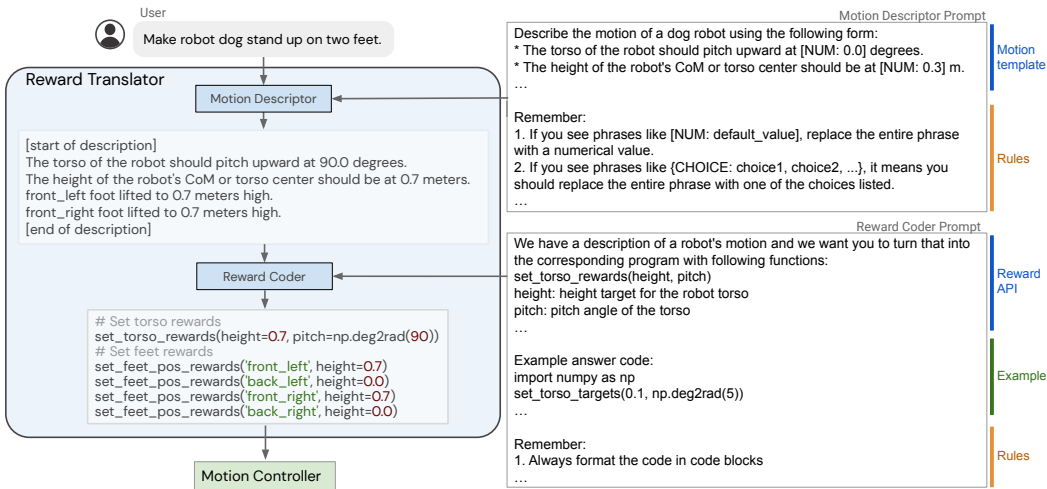 User
Make robot dog stand up on two feet.
Reward Translator
Motion Descriptor
[start of description]
The torso of the robot should pitch upward at 90.0 degrees.
The height of the robot's CoM or torso center should be at 0.7 meters.
front_left foot lifted to 0.7 meters high.
front_right foot lifted to 0.7 meters high.
[end of description]
Reward Coder
# Set torso rewards
set_torso_rewards(height=0.7, pitch=np.deg2rad(90))
# Set feet rewards
set_feet_pos_rewards('front_left', height=0.7)
set_feet_pos_rewards('back_left', height=0.0)
set_feet_pos_rewards('front_right', height=0.7)
set_feet_pos_rewards('back_right', height=0.0)
Motion Controller
Motion Descriptor Prompt
Describe the motion of a dog robot using the following form:
* The torso of the robot should pitch upward at [NUM: 0.0] degrees.
* The height of the robot's CoM or torso center should be at [NUM: 0.3] m.
...
Remember:
1. If you see phrases like [NUM: default_value], replace the entire phrase
with a numerical value.
2. If you see phrases like {CHOICE: choice1, choice2, ...}, it means you
should replace the entire phrase with one of the choices listed.
...
Motion
template
Rules
Reward Coder Prompt
We have a description of a robot's motion and we want you to turn that into
the corresponding program with following functions:
set_torso_rewards(height, pitch)
height: height target for the robot torso
pitch: pitch angle of the torso
...
Example answer code:
import numpy as np
set_torso_targets(0.1, np.deg2rad(5))
...
Remember:
1. Always format the code in code blocks
...
Reward
API
Example
Rules